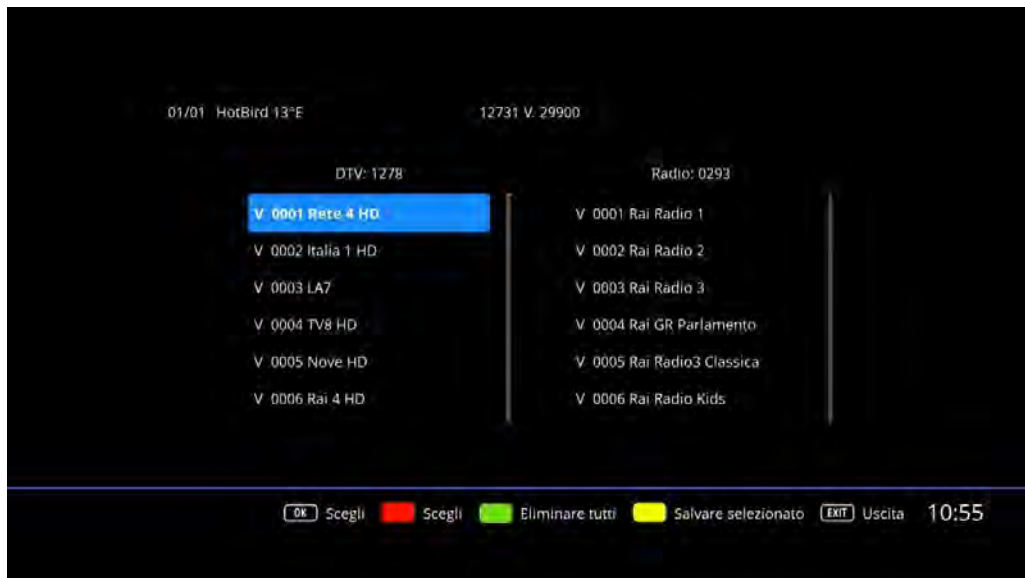 01/01 HotBird 13°E 12731 V. 29900
DTV: 1278 Radio: 0293
V 0001 Rete 4 HD V 0001 Rai Radio 1
V 0002 Italia 1 HD V 0002 Rai Radio 2
V 0003 LA7 V 0003 Rai Radio 3
V 0004 TV8 HD V 0004 Rai GR Parlamento
V 0005 Nove HD V 0005 Rai Radio3 Classica
V 0006 Rai 4 HD V 0006 Rai Radio Kids
OK Scegli Scegli Eliminare tutti Salvare selezionato EXIT Uscita 10:55